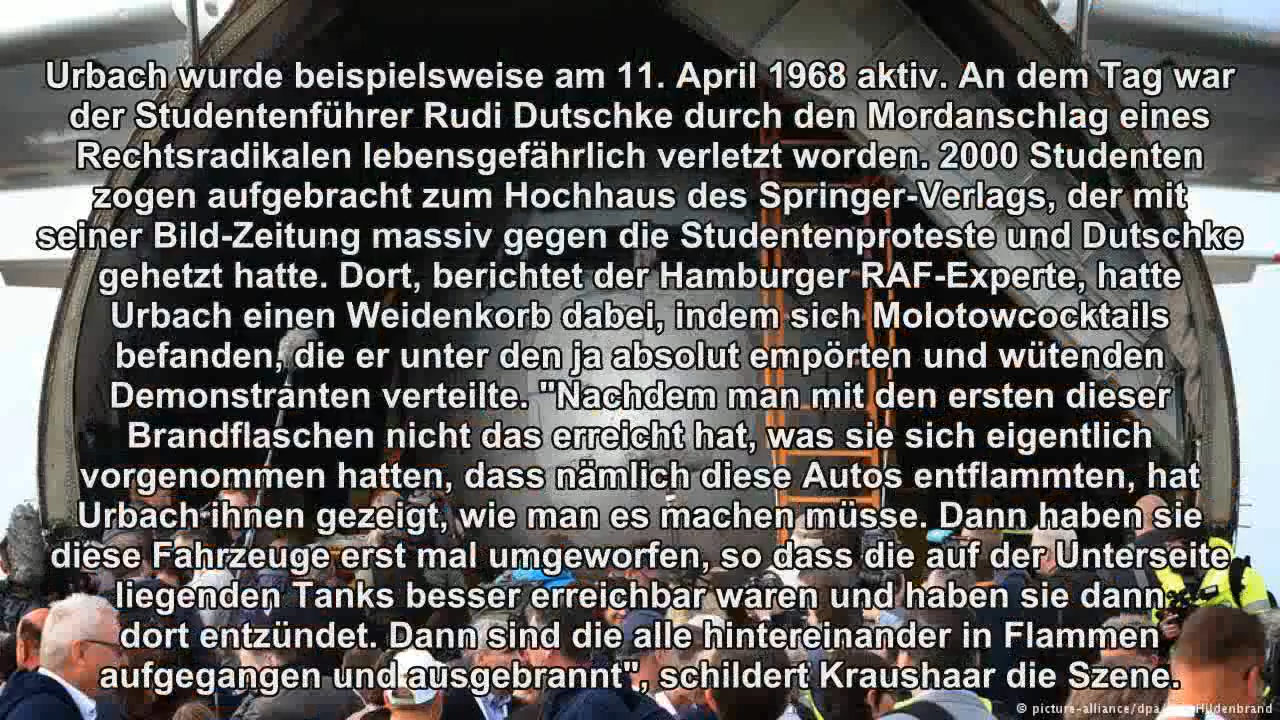 Urbach wurde beispielsweise am 11. April 1968 aktiv. An dem Tag war
der Studentenführer Rudi Dutschke durch den Mordanschlag eines
Rechtsradikalen lebensgefährlich verletzt worden. 2000 Studenten
zogen aufgebracht zum Hochhaus des Springer-Verlags, der mit
seiner Bild-Zeitung massiv gegen die Studentenproteste und Dutschke
gehetzt hatte. Dort, berichtet der Hamburger RAF-Experte, hatte
Urbach einen Weidenkorb dabei, indem sich Molotowcocktails
befanden, die er unter den ja absolut empörten und wütenden
Demonstranten verteilte. "Nachdem man mit den ersten dieser
Brandflaschen nicht das erreicht hat, was sie sich eigentlich
vorgenommen hatten, dass nämlich diese Autos entflammten, hat
Urbach ihnen gezeigt, wie man es machen müsse. Dann haben sie
diese Fahrzeuge erst mal umgeworfen, so dass die auf der Unterseite
liegenden Tanks besser erreichbar waren und haben sie dann
dort entzündet. Dann sind die alle hintereinander in Flammen
aufgegangen und ausgebrannt", schildert Kraushaar die Szene.
© picture-alliance/dpa/ Hildenbrand